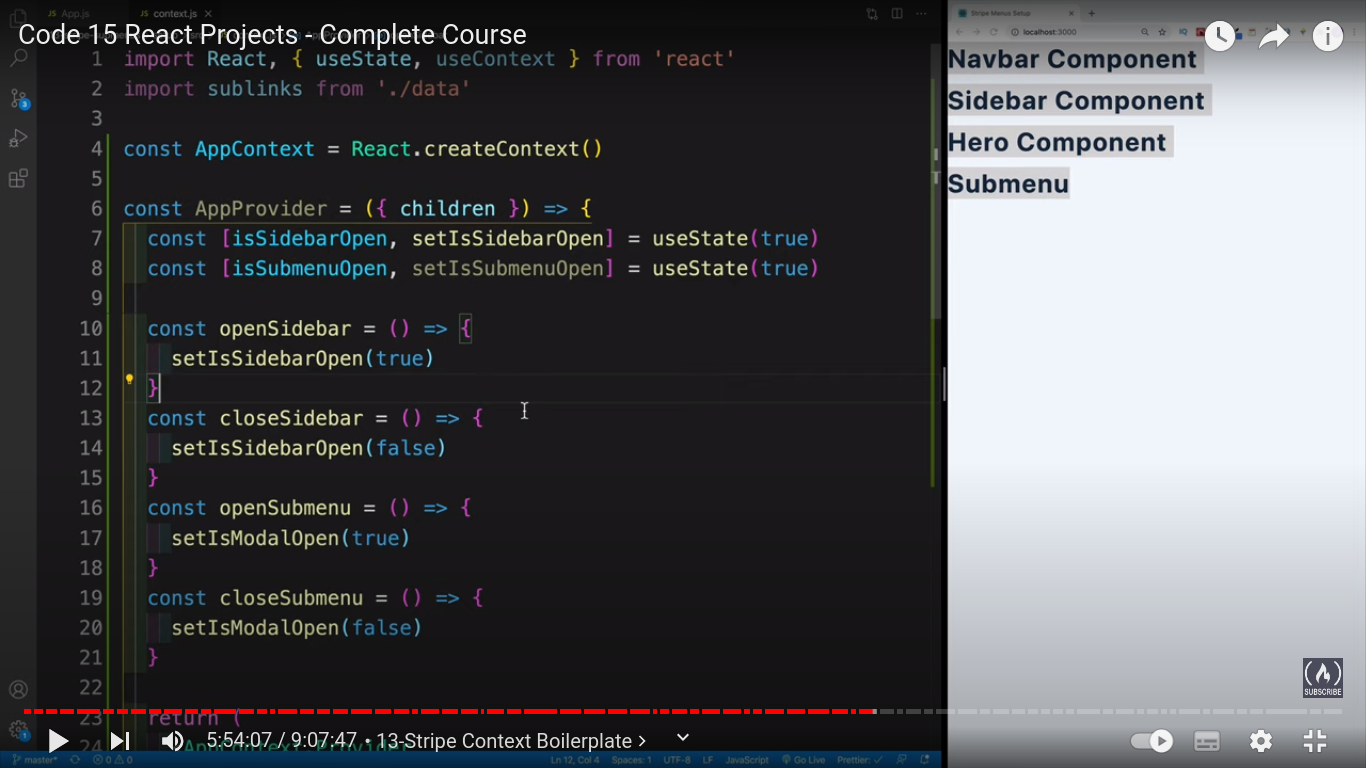 App.js
context.js
Code 15 React Projects - Complete Course
1 import React, { useState, useContext } from 'react'
2 import sublinks from './data'
3
4 const AppContext = React.createContext()
5
6 const AppProvider = ({ children }) => {
7 const [isSidebarOpen, setIsSidebarOpen] = useState(true)
8 const [isSubmenuOpen, setIsSubmenuOpen] = useState(true)
9
10 const openSidebar = () => {
11 setIsSidebarOpen(true)
12 }
13 const closeSidebar = () => {
14 setIsSidebarOpen(false)
15 }
16 const openSubmenu = () => {
17 setIsModalOpen(true)
18 }
19 const closeSubmenu = () => {
20 setIsModalOpen(false)
21 }
22
23 return (
24 <AppContext.Provider
Stripe Menus Setup
localhost:3000
Navbar Component
Sidebar Component
Hero Component
Submenu
SUBSCRIBE
5:54:07 / 9:07:47 • 13-Stripe Context Boilerplate
master*
0 0
Ln 12, Col 4 Spaces: 1 UTF-8 LF JavaScript Go Live Prettier: ✓